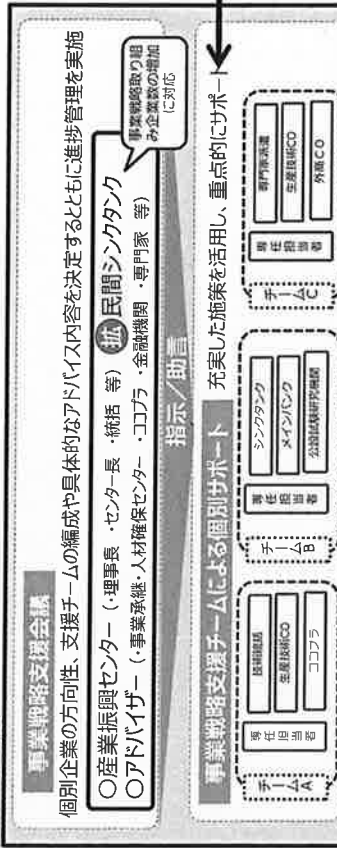 事業戦略支援会議
個別企業の方向性、支援チームの編成や具体的なアドバイス内容を決定するとともに進捗管理を実施
○産業振興センター（・理事長 ・センター長 ・統括 等） 拡 民間シンクタンク
○アドバイザー（・事業承継・人材確保センター ・ココプラ ・金融機関 ・専門家 等）
事業戦略取り組
み企業数の増加
に対応
指示／助言
事業戦略支援チームによる個別サポート
充実した施策を活用し、重点的にサポート
チームA
専任担当者
技術統括
生産技術CO
ココプラ
チームB
専任担当者
シンクタンク
メインバンク
公設試験研究機関
チームC
専任担当者
専門家派遣
生産技術CO
外商CO